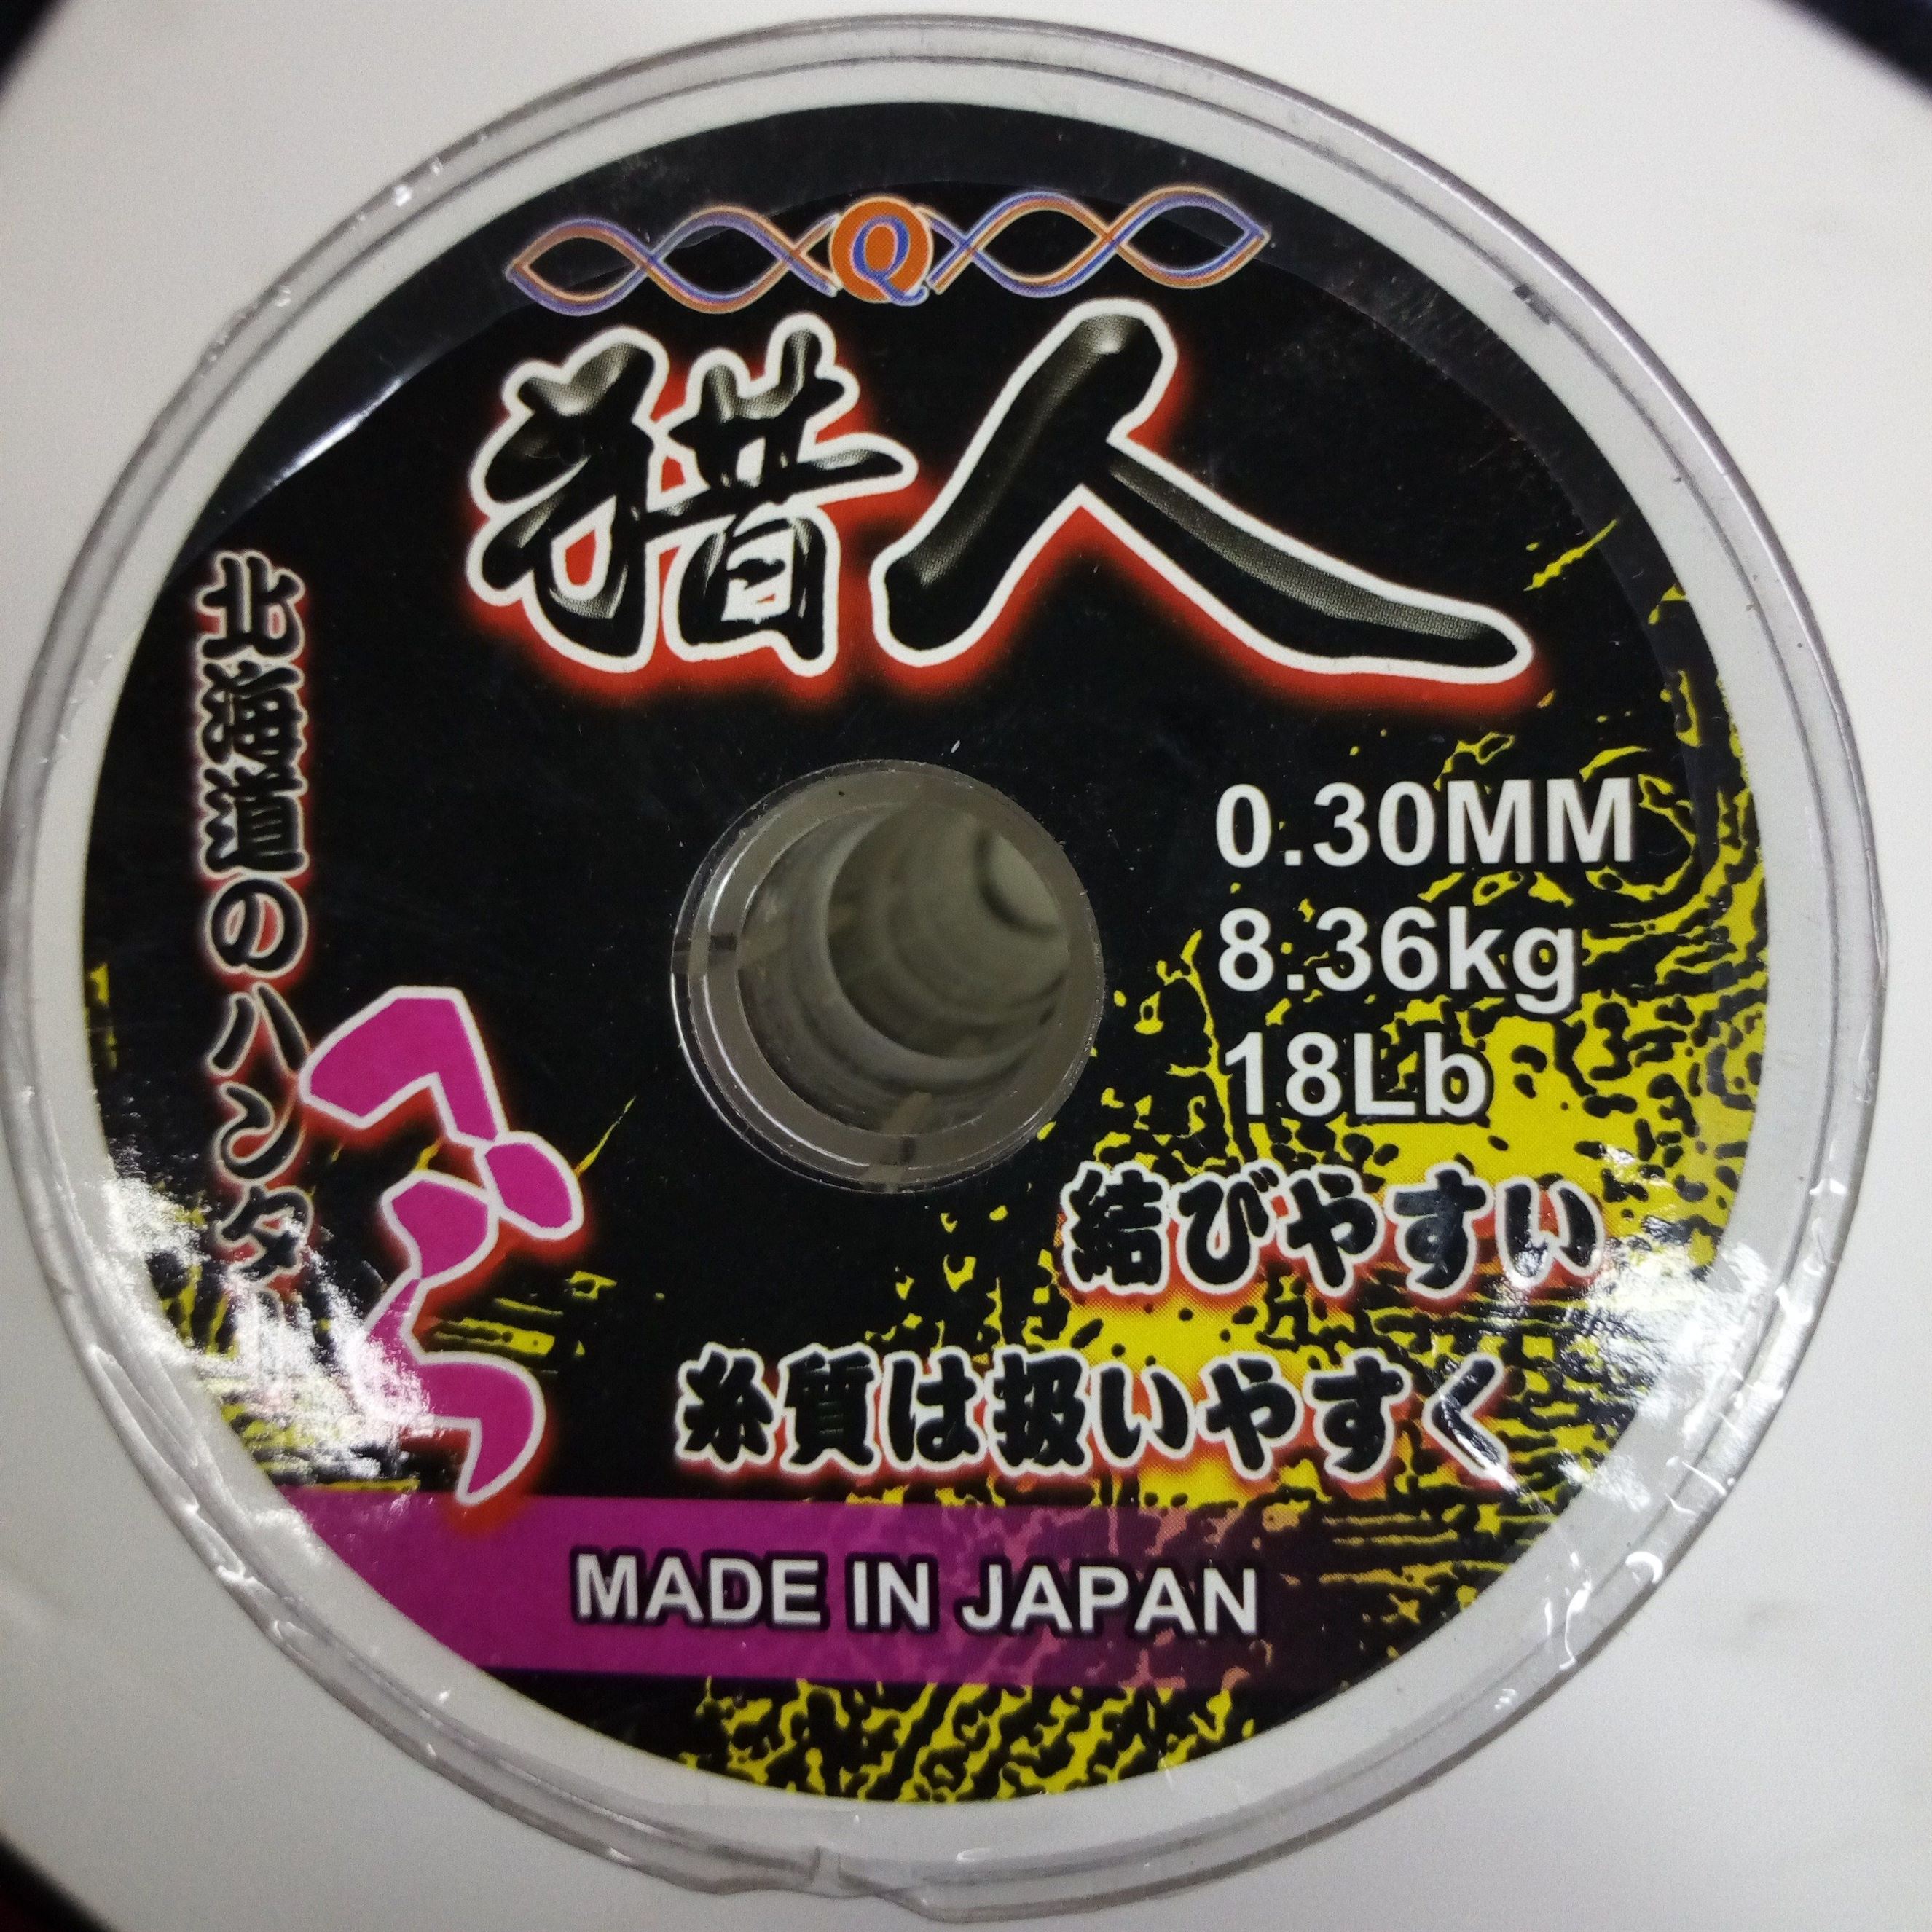 Q
猎人
北海道のハンター
0.30MM
8.36kg
18Lb
結びやすい
糸質は扱いやすく
MADE IN JAPAN